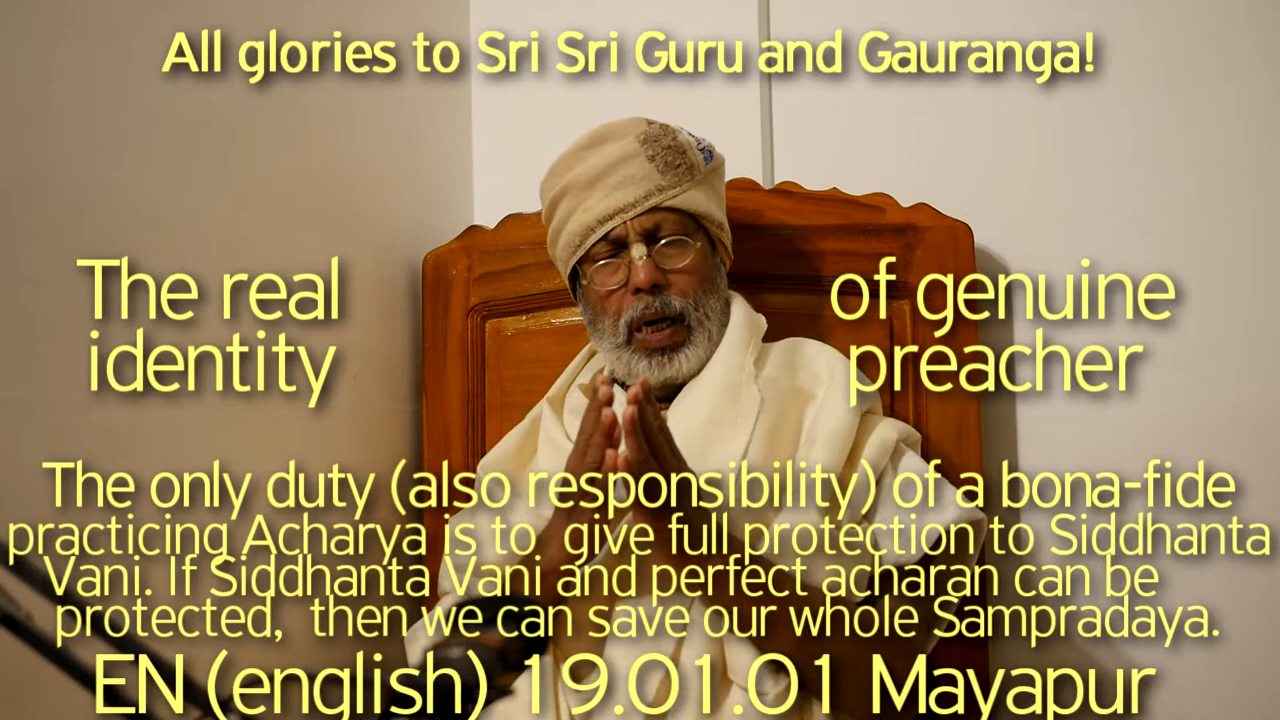 All glories to Sri Sri Guru and Gauranga!
The real
identity
of genuine
preacher
The only duty (also responsibility) of a bona-fide
practicing Acharya is to give full protection to Siddhanta
Vani. If Siddhanta Vani and perfect acharan can be
protected, then we can save our whole Sampradaya.
EN (english) 19.01.01 Mayapur